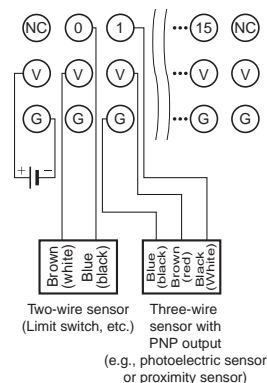 NC 0 1 ••• 15 NC
V V V ••• V V
G G G ••• G G
+ −
Brown
(white)
Blue
(black)
Blue
(black)
Brown
(red)
Black
(White)
Two-wire sensor
(Limit switch, etc.)
Three-wire
sensor with
PNP output
(e.g., photoelectric sensor
or proximity sensor)